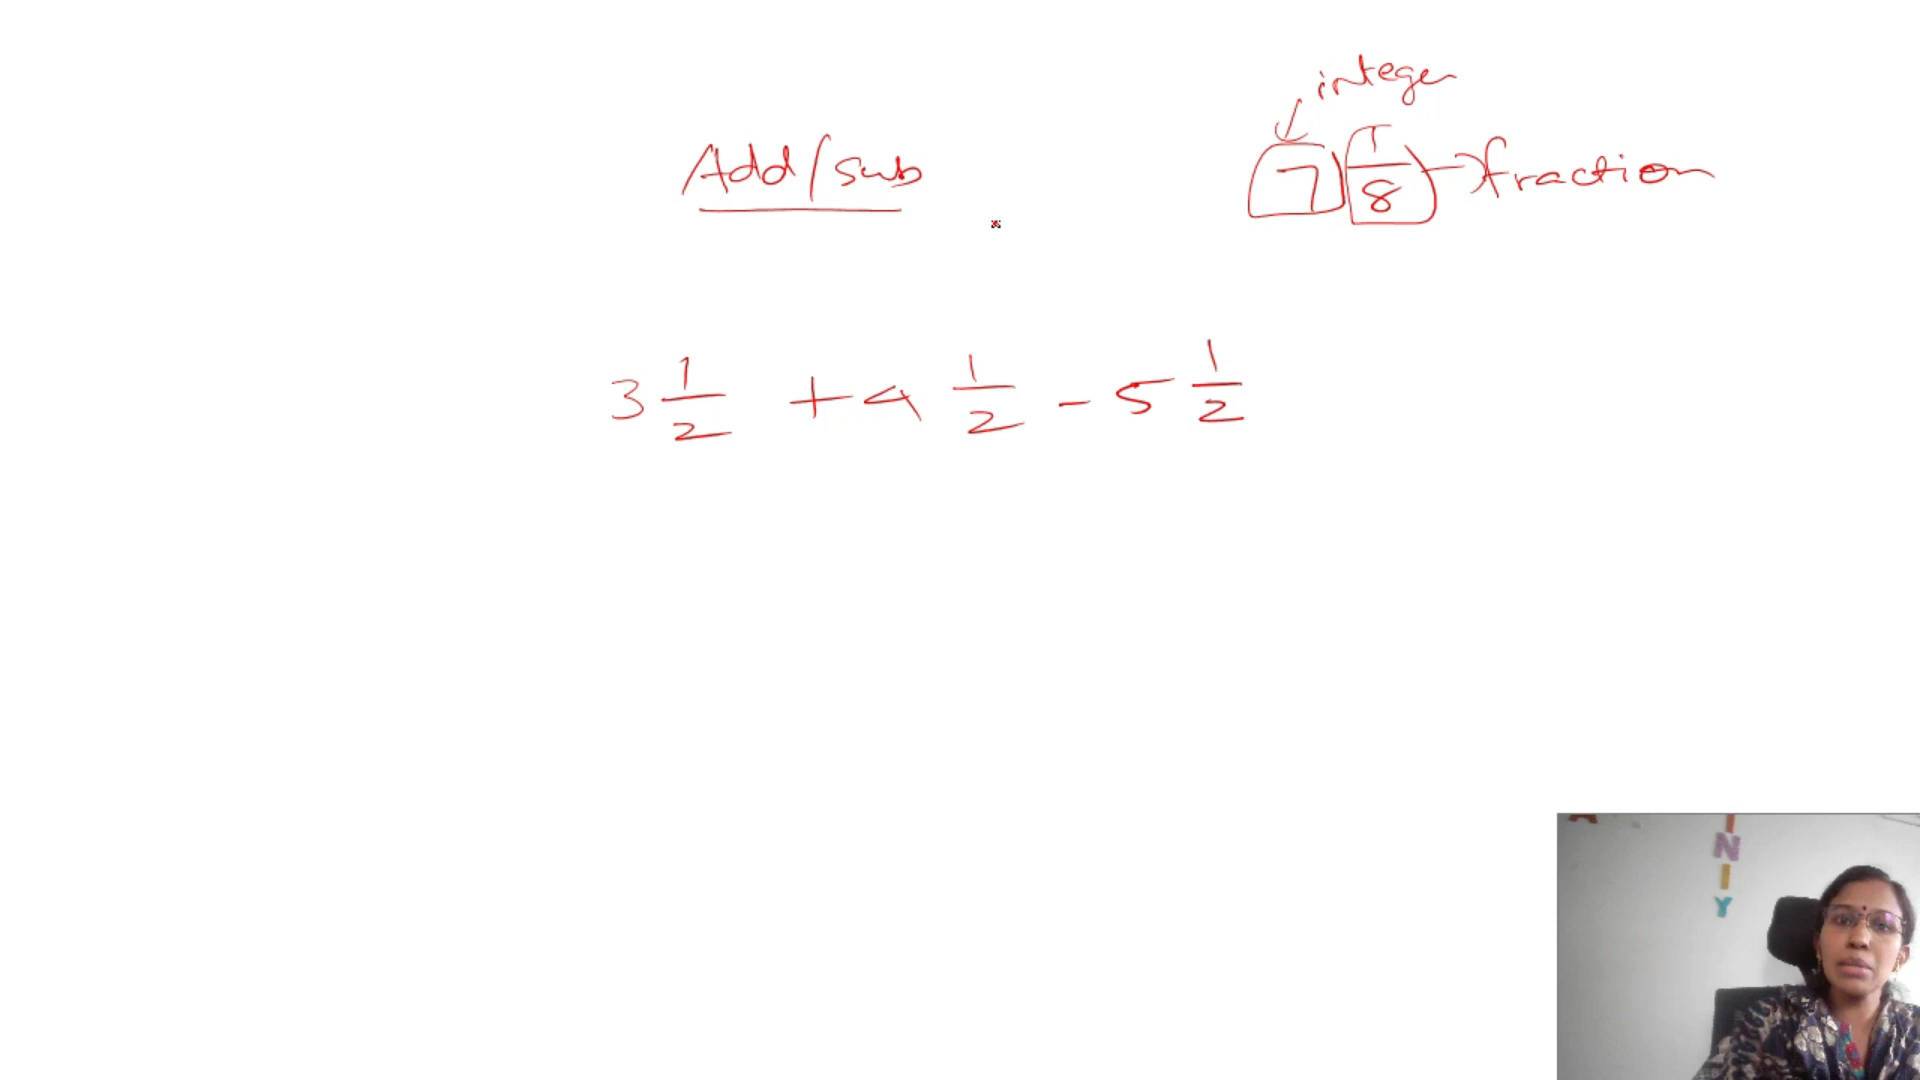 integer
Add/sub
7 1/8 → fraction
3 1/2 + 4 1/2 - 5 1/2
N
I
Y